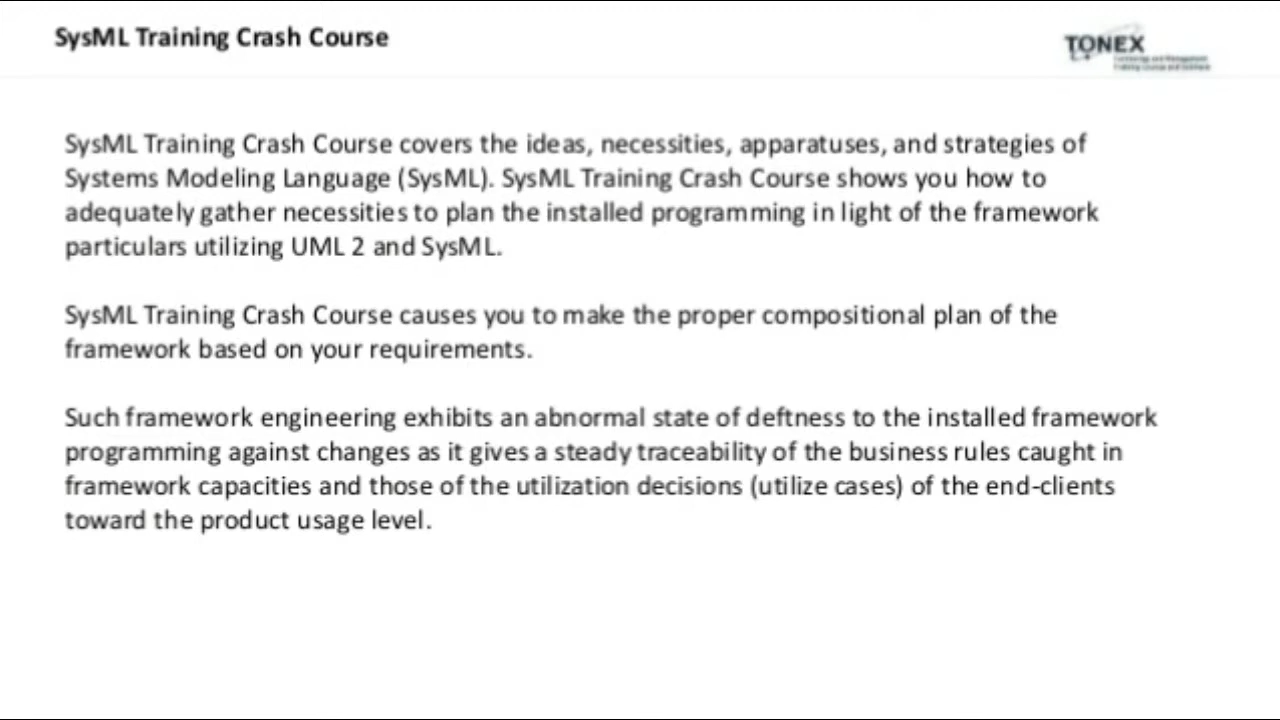 SysML Training Crash Course
TONEX
SysML Training Crash Course covers the ideas, necessities, apparatuses, and strategies of
Systems Modeling Language (SysML). SysML Training Crash Course shows you how to
adequately gather necessities to plan the installed programming in light of the framework
particulars utilizing UML 2 and SysML.
SysML Training Crash Course causes you to make the proper compositional plan of the
framework based on your requirements.
Such framework engineering exhibits an abnormal state of deftness to the installed framework
programming against changes as it gives a steady traceability of the business rules caught in
framework capacities and those of the utilization decisions (utilize cases) of the end-clients
toward the product usage level.